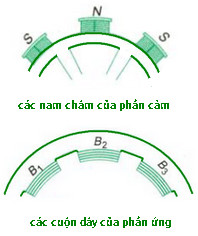 S N S
các nam châm của phần cảm
B1 B2 B3
các cuộn dây của phần ứng